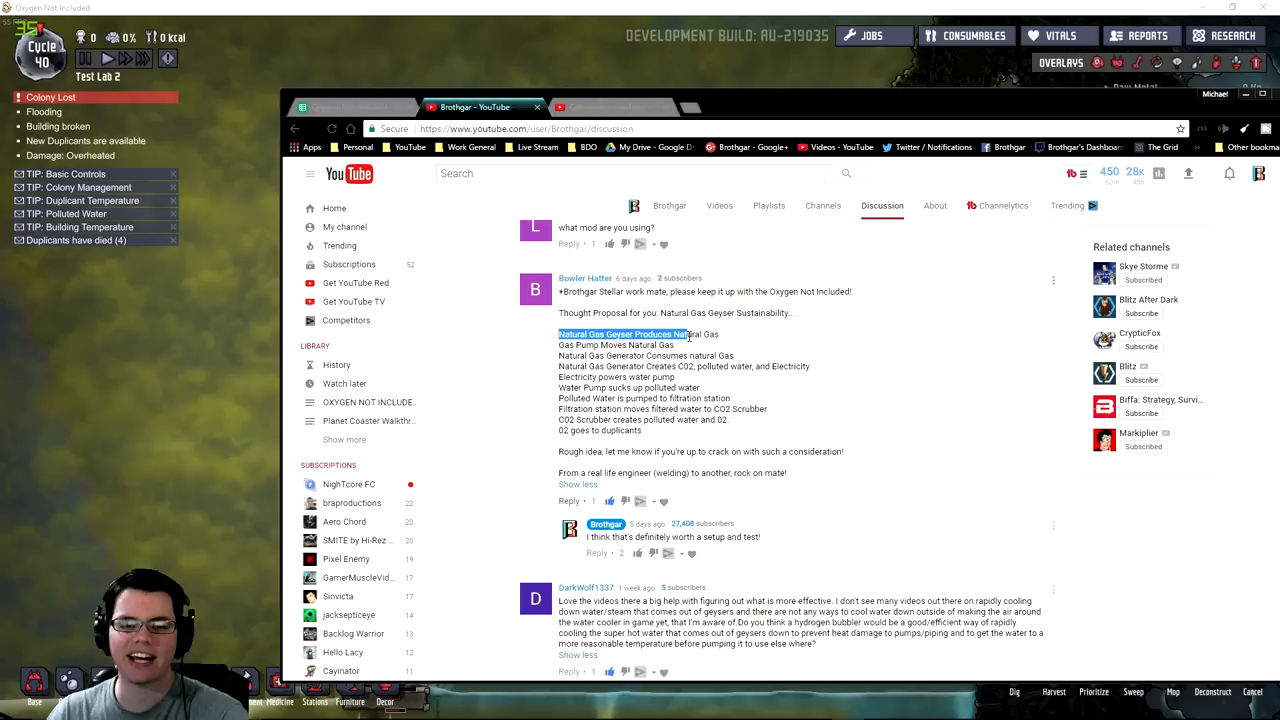 Oxygen Not Included
35
Cycle
40
0
0%
0 kcal
Test Lab 2
DEVELOPMENT BUILD: AU-219035
JOBS
CONSUMABLES
VITALS
REPORTS
RESEARCH
OVERLAYS
Colony Lost
Flooding
Building broken
New Duplicants are available
Damage: Overheated
TIP: Basic Controls
TIP: Colony Management
TIP: Duplicant Temperature
TIP: Polluted Water
TIP: Building Temperature
Duplicants have died (4)
Brothgar - YouTube
Michael
Secure
https://www.youtube.com/user/Brothgar/discussion
Apps
Personal
YouTube
Work General
Live Stream
BDO
My Drive - Google D
Brothgar - Google+
Videos - YouTube
Twitter / Notifications
Brothgar
Brothgar's Dashboard
The Grid
Other bookma
YouTube
Search
450
60m
28K
48h
Home
My channel
Trending
Subscriptions 52
Get YouTube Red
Get YouTube TV
Competitors
LIBRARY
History
Watch later
OXYGEN NOT INCLUDE..
Planet Coaster Walkthr..
Show more
SUBSCRIPTIONS
NighTcore FC
braproductions 22
Aero Chord 20
SMITE by Hi-Rez ... 20
Pixel Enemy 19
GamerMuscleVid... 17
Sinvicta 17
jacksepticeye 14
Backlog Warrior 13
Hello Lacy 12
Cayinator 11
Brothgar
Videos
Playlists
Channels
Discussion
About
Channelytics
Trending
L
what mod are you using?
Reply · 1
B
Bowler Hatter 6 days ago 2 subscribers
+Brothgar Stellar work mate, please keep it up with the Oxygen Not Included!
Thought Proposal for you: Natural Gas Geyser Sustainability...
Natural Gas Geyser Produces Natural Gas
Gas Pump Moves Natural Gas
Natural Gas Generator Consumes natural Gas
Natural Gas Generator Creates C02, polluted water, and Electricity
Electricity powers water pump
Water Pump sucks up polluted water
Polluted Water is pumped to filtration station
Filtration station moves filtered water to CO2 Scrubber
C02 Scrubber creates polluted water and 02.
02 goes to duplicants
Rough idea, let me know if you're up to crack on with such a consideration!
From a real life engineer (welding) to another, rock on mate!
Show less
Reply · 1
Brothgar 5 days ago 27,408 subscribers
I think that's definitely worth a setup and test!
Reply · 2
D
DarkWolf1337 1 week ago 5 subscribers
Love the videos there a big help with figuring out what is more effective. I don't see many videos out there on rapidly cooling
down water/steam that comes out of geysers and there are not any ways to cool water down outside of making the air around
the water cooler in game yet, that I'm aware of.Do you think a hydrogen bubbler would be a good/efficient way of rapidly
cooling the super hot water that comes out of geysers down to prevent heat damage to pumps/piping and to get the water to a
more reasonable temperature before pumping it to use else where?
Show less
Reply · 1
Related channels
Skye Storme
Subscribed
Blitz After Dark
Subscribe
CrypticFox
Subscribe
Blitz
Subscribe
Biffa: Strategy, Survi...
Subscribe
Markiplier
Subscribed
Base
Medicine
Stations
Furniture
Decor
Dig
Harvest
Prioritize
Sweep
Mop
Deconstruct
Cancel